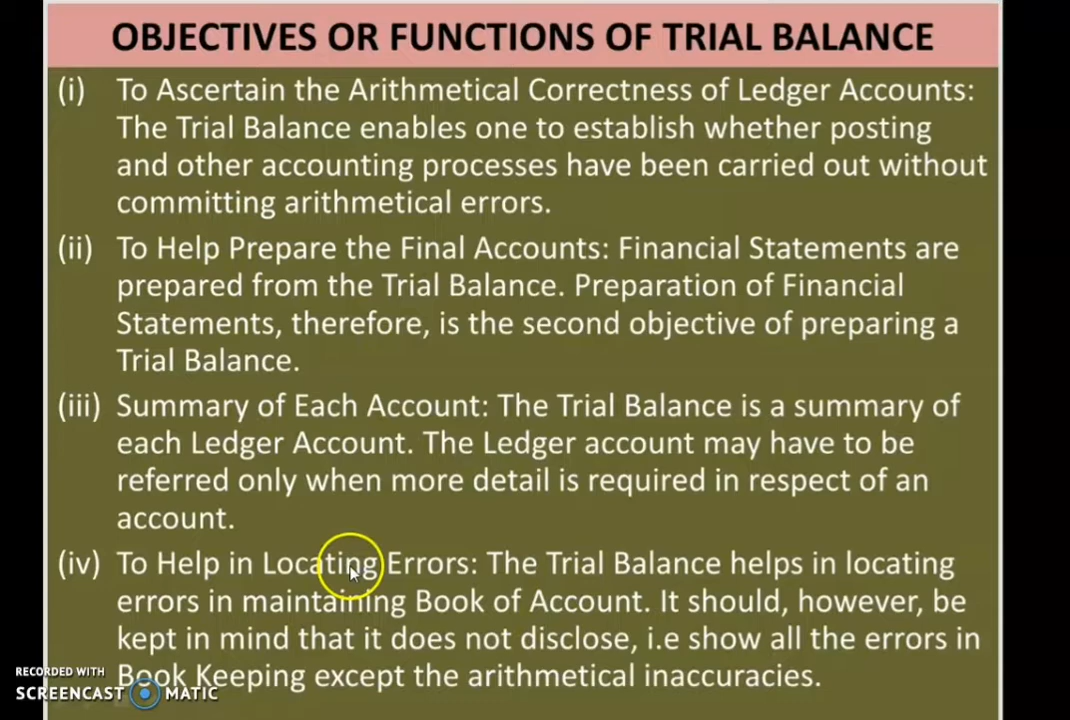 OBJECTIVES OR FUNCTIONS OF TRIAL BALANCE
(i) To Ascertain the Arithmetical Correctness of Ledger Accounts:
The Trial Balance enables one to establish whether posting
and other accounting processes have been carried out without
committing arithmetical errors.
(ii) To Help Prepare the Final Accounts: Financial Statements are
prepared from the Trial Balance. Preparation of Financial
Statements, therefore, is the second objective of preparing a
Trial Balance.
(iii) Summary of Each Account: The Trial Balance is a summary of
each Ledger Account. The Ledger account may have to be
referred only when more detail is required in respect of an
account.
(iv) To Help in Locating Errors: The Trial Balance helps in locating
errors in maintaining Book of Account. It should, however, be
kept in mind that it does not disclose, i.e show all the errors in
Book Keeping except the arithmetical inaccuracies.
RECORDED WITH
SCREENCAST MATIC